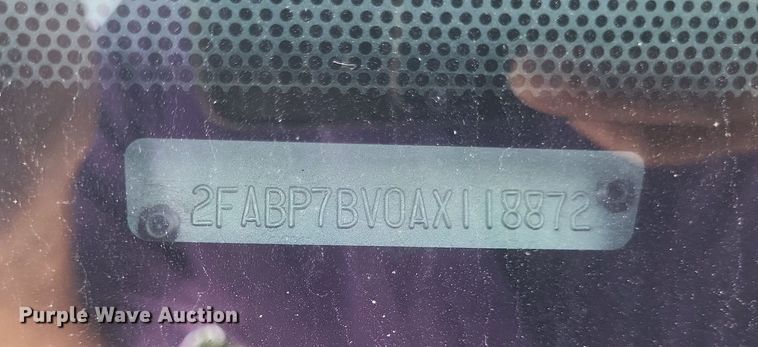 2FABP7BV0AX118872
Purple Wave Auction